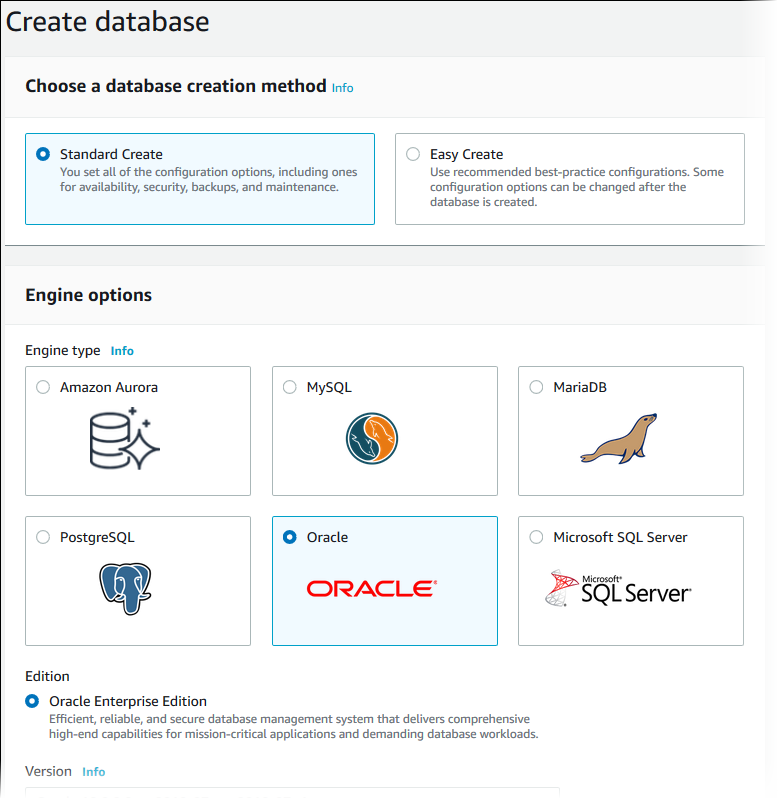 Create database
Choose a database creation method Info
Standard Create
You set all of the configuration options, including ones
for availability, security, backups, and maintenance.
Easy Create
Use recommended best-practice configurations. Some
configuration options can be changed after the
database is created.
Engine options
Engine type Info
Amazon Aurora
MySQL
MariaDB
PostgreSQL
Oracle
ORACLE®
Microsoft SQL Server
Microsoft®
SQL Server®
Edition
Oracle Enterprise Edition
Efficient, reliable, and secure database management system that delivers comprehensive
high-end capabilities for mission-critical applications and demanding database workloads.
Version Info